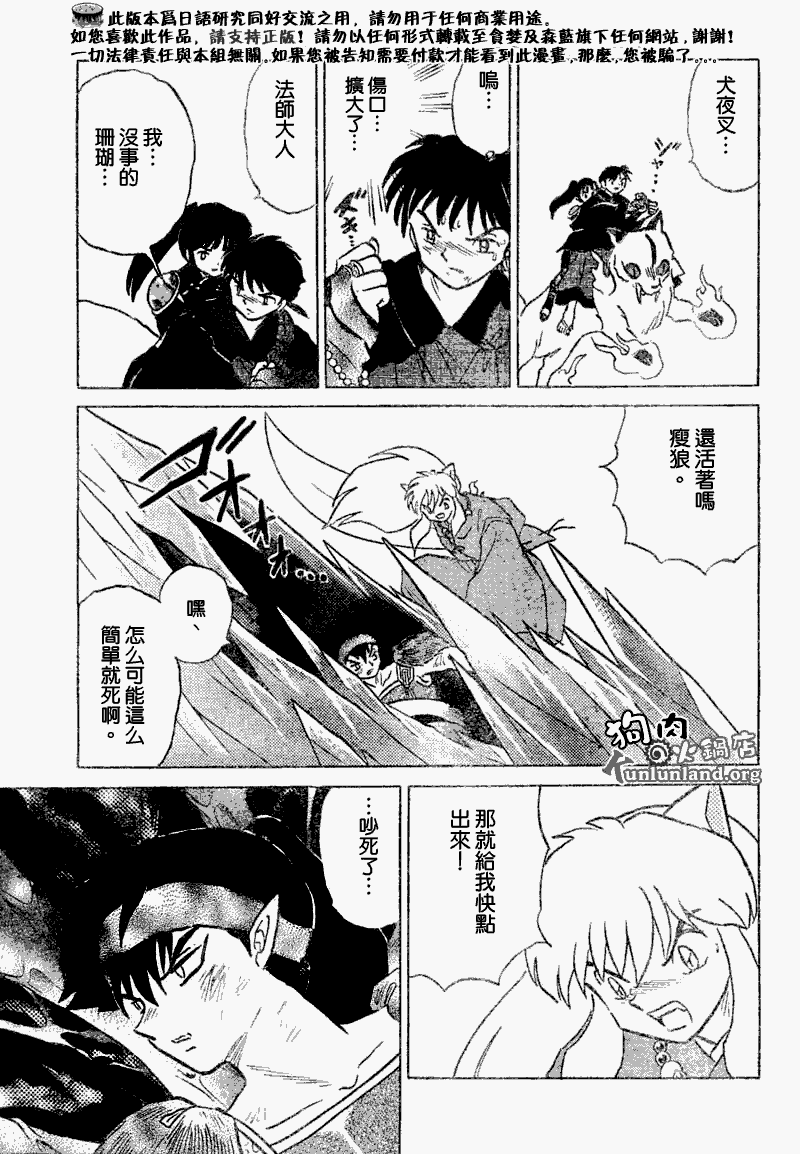 此版本爲日語研究同好交流之用，請勿用于任何商業用途。
如您喜歡此作品，請支持正版！請勿以任何形式轉載至貪婪及森藍旗下任何網站，謝謝！
一切法律責任與本組無關。如果您被告知需要付款才能看到此漫畫，那麼，您被騙了。。。
犬夜叉…
嗚…
傷口…
擴大了…
法師大人
我…
沒事的
珊瑚…
還活著嗎
瘦狼。
ゴオオオ…
嘿、
怎么可能這么
簡單就死啊。
狗肉
火鍋店
Kunlunland.org
那就給我快點
出來！
…吵死了…